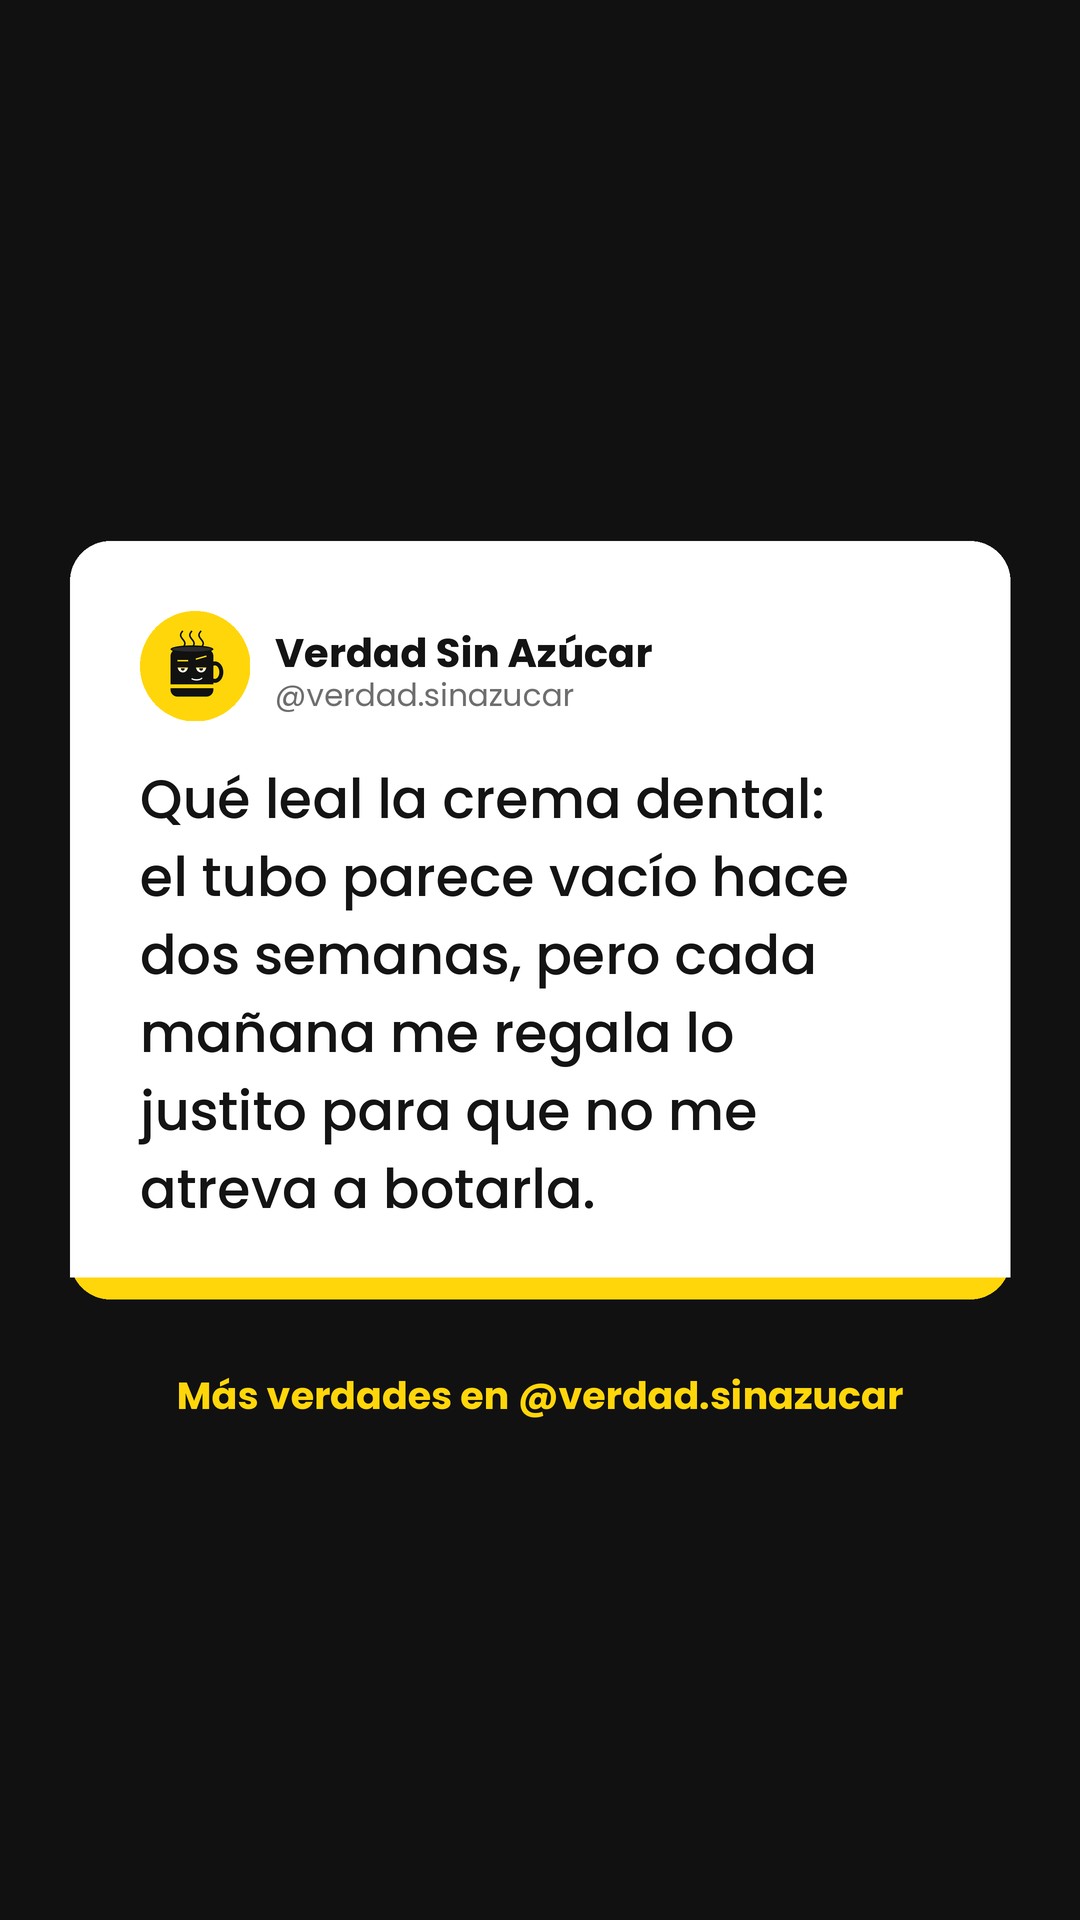 Verdad Sin Azúcar
@verdad.sinazucar
Qué leal la crema dental:
el tubo parece vacío hace
dos semanas, pero cada
mañana me regala lo
justito para que no me
atreva a botarla.
Más verdades en @verdad.sinazucar